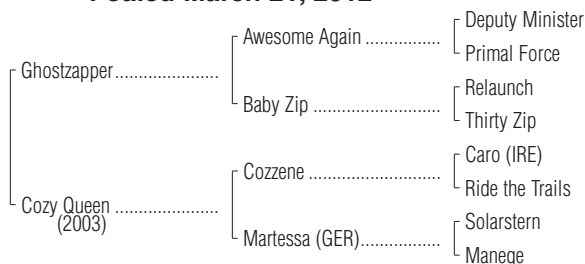 Foaled March 21, 2012
Deputy Minister
Awesome Again ..................
Primal Force
Ghostzapper.......................
Relaunch
Baby Zip ............................
Thirty Zip
Caro (IRE)
Cozzene .............................
Ride the Trails
Cozy Queen .......................
(2003)
Solarstern
Martessa (GER)..................
Manege